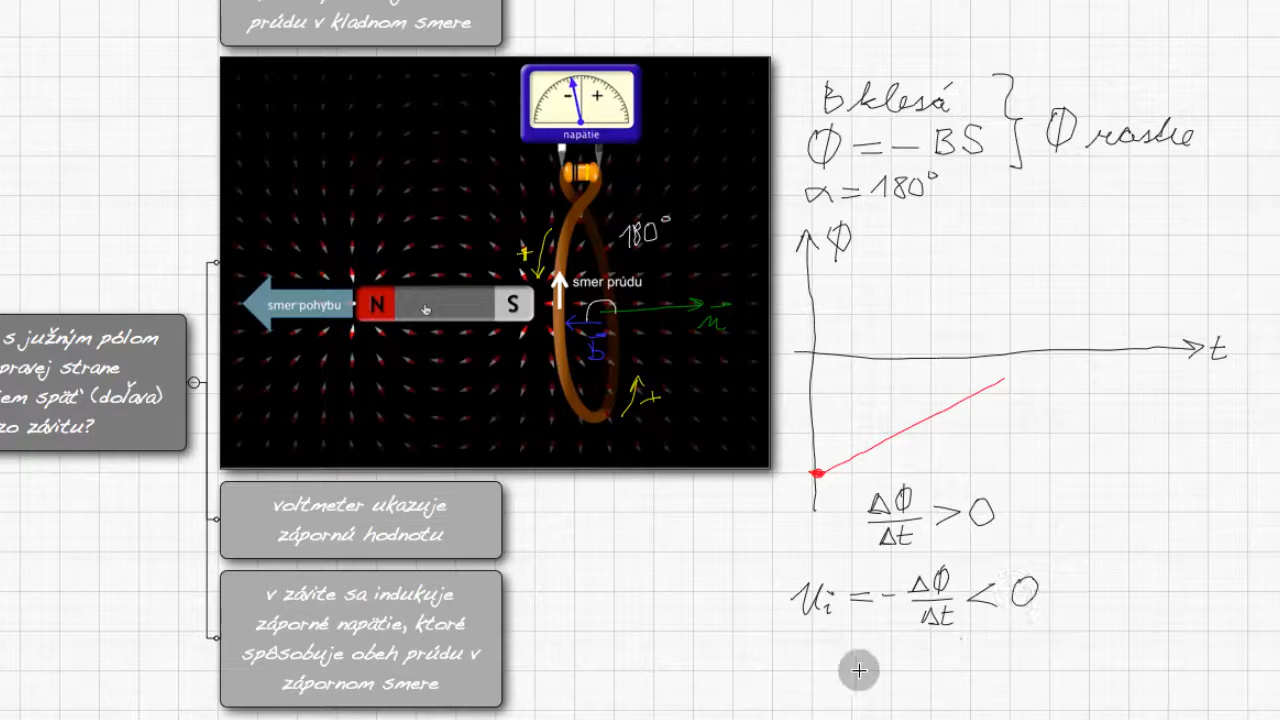 prúdu v kladnom smere
napätie
- +
180°
+
smer prúdu
smer pohybu
N
S
n
B
+
s južným pólom
pravej strane
em späť (doľava)
zo závitu?
voltmeter ukazuje
zápornú hodnotu
v závite sa indukuje
záporné napätie, ktoré
spôsobuje obeh prúdu v
zápornom smere
B klesá
Φ = - BS } Φ rastie
α = 180°
Φ
t
ΔΦ/Δt > 0
Ui = - ΔΦ/Δt < 0